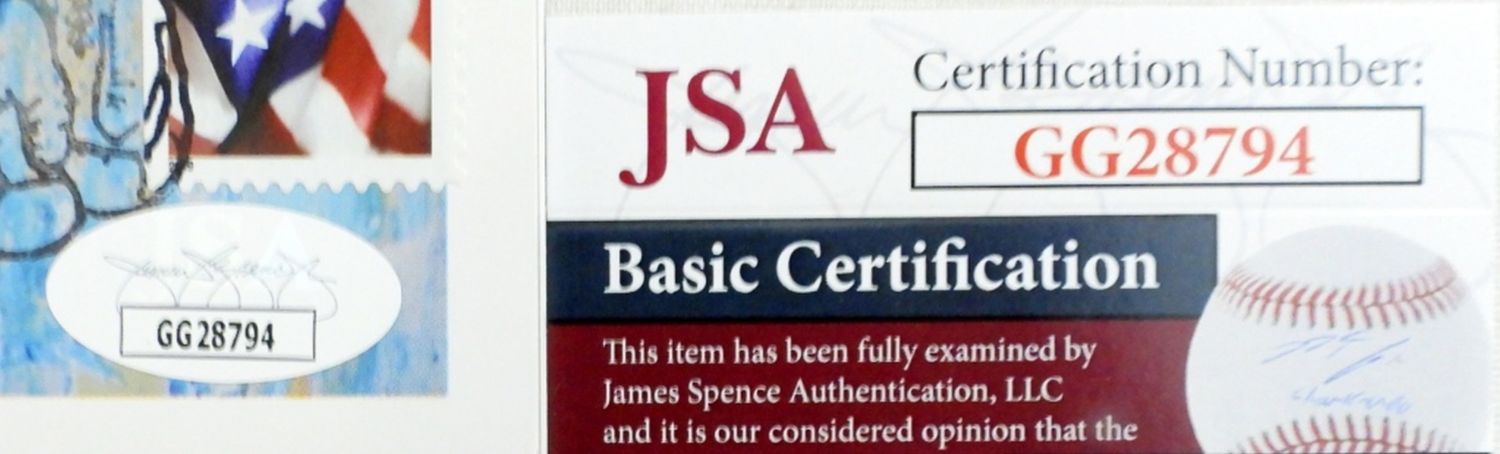 GG28794
JSA
Certification Number:
GG28794
Basic Certification
This item has been fully examined by
James Spence Authentication, LLC
and it is our considered opinion that the